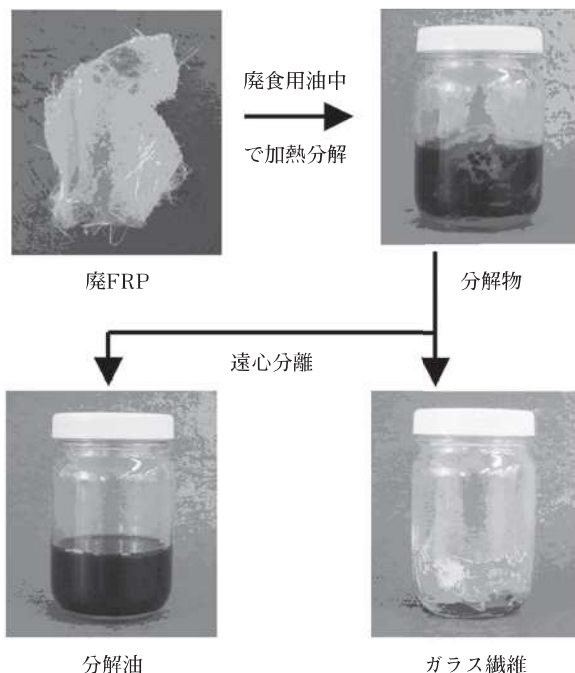 廃食用油中
で加熱分解
廃FRP
分解物
遠心分離
分解油
ガラス繊維